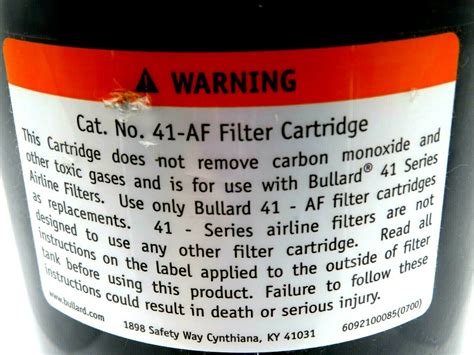 ⚠ WARNING
Cat. No. 41-AF Filter Cartridge
This Cartridge does not remove carbon monoxide and
other toxic gases and is for use with Bullard® 41 Series
Airline Filters. Use only Bullard 41 - AF filter cartridges
as replacements. 41 - Series airline filters are not
designed to use any other filter cartridge. Read all
instructions on the label applied to the outside of filter
tank before using this product. Failure to follow these
instructions could result in death or serious injury.
www.bullard.com
1898 Safety Way Cynthiana, KY 41031
6092100085(0700)